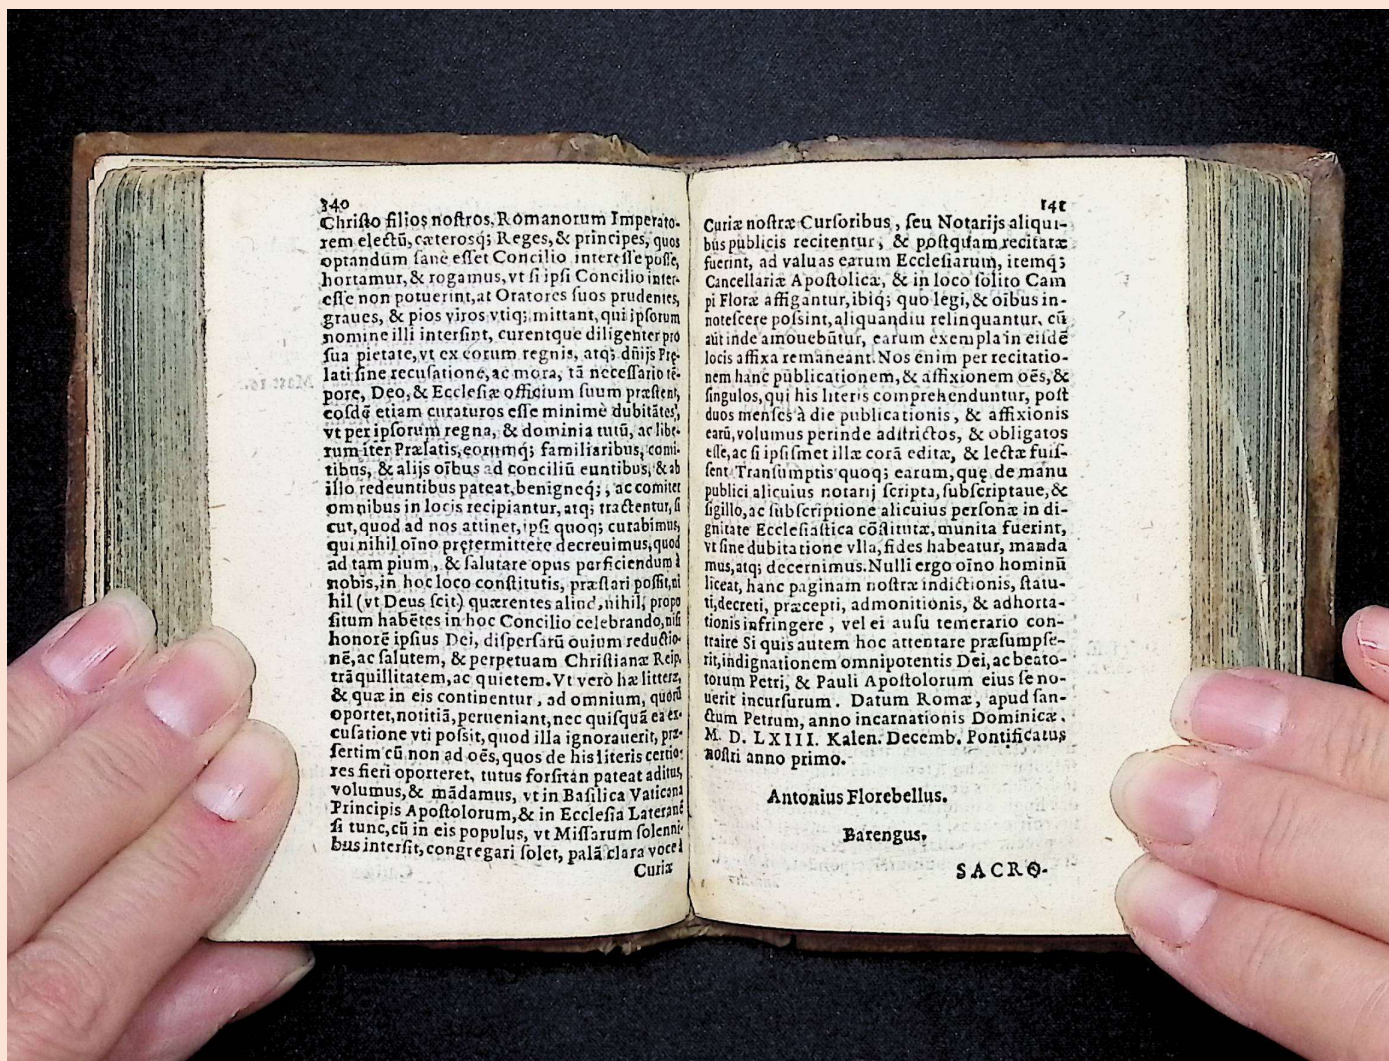 340
Chriſto filios noſtros, Romanorum Imperato-
rem electū, cæterosq; Reges, & principes, quos
optandum ſanè eſſet Concilio intereſſe poſſe,
hortamur, & rogamus, vt ſi ipſi Concilio inter-
eſſe non potuerint, at Oratores ſuos prudentes,
graues, & pios viros vtiq; mittant, qui ipſorum
nomine illi interſint, curentque diligenter pro
ſua pietate, vt ex eorum regnis, atq; dñijs Prę-
lati ſine recuſatione, ac mora, tā neceſſario tē-
pore, Deo, & Eccleſiæ officium ſuum præſtent,
eoſdē etiam curaturos eſſe minimè dubitātes,
vt per ipſorum regna, & dominia tutū, ac libe-
rum iter Prælatis, eorumq; familiaribus, comi-
tibus, & alijs oībus ad conciliū euntibus, & ab
illo redeuntibus pateat, benigneq; , ac comiter
omnibus in locis recipiantur, atq; tractentur, ſi
cut, quod ad nos attinet, ipſi quoq; curabimus,
qui nihil oīno prętermittere decreuimus, quod
ad tam pium, & ſalutare opus perficiendum à
nobis, in hoc loco conſtitutis, præſtari poſſit, ni
hil (vt Deus ſcit) quærentes aliud, nihil; propo
ſitum habētes in hoc Concilio celebrando, niſi
honorē ipſius Dei, diſperſarū ouium reductio-
nē, ac ſalutem, & perpetuam Chriſtianæ Reip.
trāquillitatem, ac quietem. Vt verò hæ litteræ,
& quæ in eis continentur, ad omnium, quorū
oportet, notitiā, perueniant, nec quiſquā ea ex-
cuſatione vti poſſit, quod illa ignorauerit, præ-
ſertim cū non ad oēs, quos de his literis certio-
res fieri oporteret, tutus forſitan pateat aditus,
volumus, & mādamus, vt in Baſilica Vaticana
Principis Apoſtolorum, & in Eccleſia Lateranē
ſi tunc, cū in eis populus, vt Miſſarum ſolenni-
bus interſit, congregari ſolet, palā clara voce à
Curiæ
141
Curiæ noſtræ Curſoribus, ſeu Notarijs aliqui-
bus publicis recitentur, & poſtquam recitatæ
fuerint, ad valuas earum Eccleſiarum, itemq;
Cancellariæ Apoſtolicæ, & in loco ſolito Cam
pi Floræ affigantur, ibiq; quo legi, & oībus in-
noteſcere poſsint, aliquandiu relinquantur, cū
aūt inde amouebūtur, earum exempla in eiſdē
locis affixa remaneant. Nos enim per recitatio-
nem hanc publicationem, & affixionem oēs, &
ſingulos, qui his literis comprehenduntur, poſt
duos menſes à die publicationis, & affixionis
earū, volumus perinde adſtrictos, & obligatos
eſſe, ac ſi ipſiſmet illæ corā editæ, & lectæ fuiſ-
ſent Tranſumptis quoq; earum, quę de manu
publici alicuius notarij ſcripta, ſubſcriptaue, &
ſigillo, ac ſubſcriptione alicuius perſonæ in di-
gnitate Eccleſiaſtica cōſtitutæ, munita fuerint,
vt ſine dubitatione vlla, fides habeatur, manda
mus, atq; decernimus. Nulli ergo oīno hominū
liceat, hanc paginam noſtræ indictionis, ſtatu-
ti, decreti, præcepti, admonitionis, & adhorta-
tionis infringere, vel ei auſu temerario con-
traire Si quis autem hoc attentare præſumpſe-
rit, indignationem omnipotentis Dei, ac beato-
rorum Petri, & Pauli Apoſtolorum eius ſe no-
uerit incurſurum. Datum Romæ, apud ſan-
ctum Petrum, anno incarnationis Dominicæ.
M. D. LXIII. Kalen. Decemb. Pontificatus
noſtri anno primo.
Antonius Florebellus.
Barengus.
SACRO-